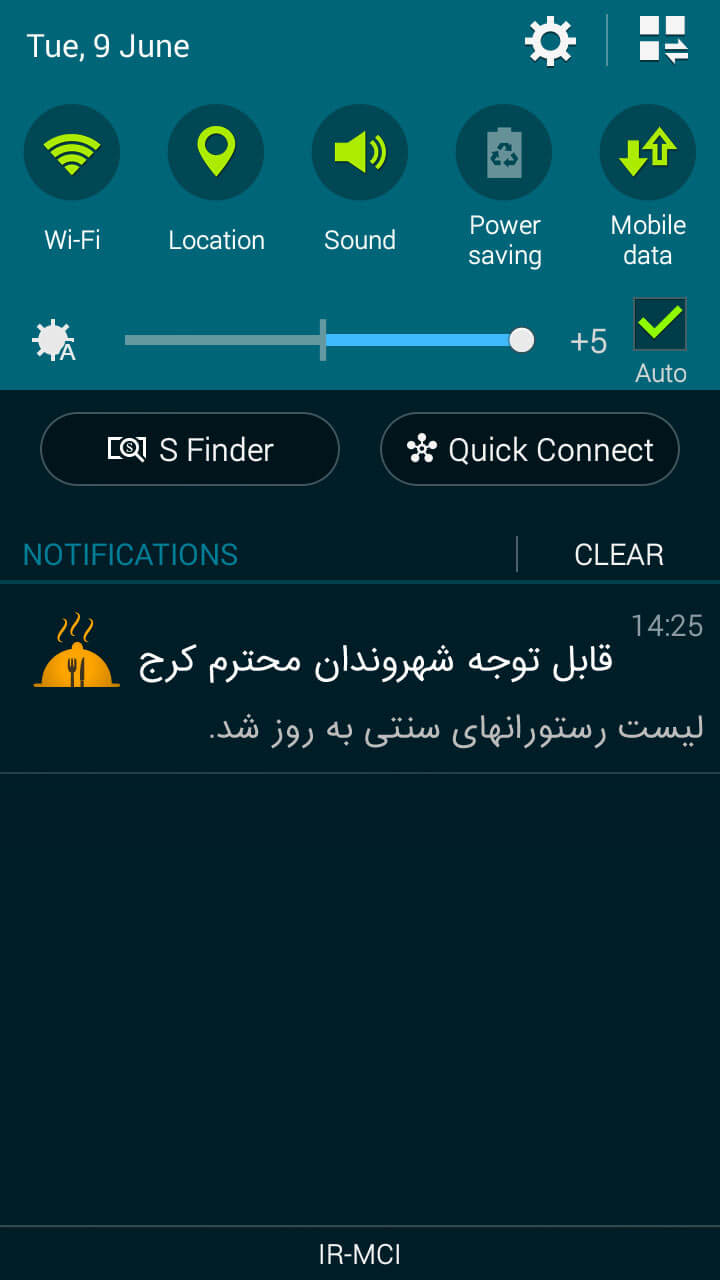 Tue, 9 June
Wi-Fi
Location
Sound
Power
saving
Mobile
data
A
+5
Auto
S Finder
Quick Connect
NOTIFICATIONS
CLEAR
14:25
قابل توجه شهروندان محترم کرج
لیست رستورانهای سنتی به روز شد.
IR-MCI